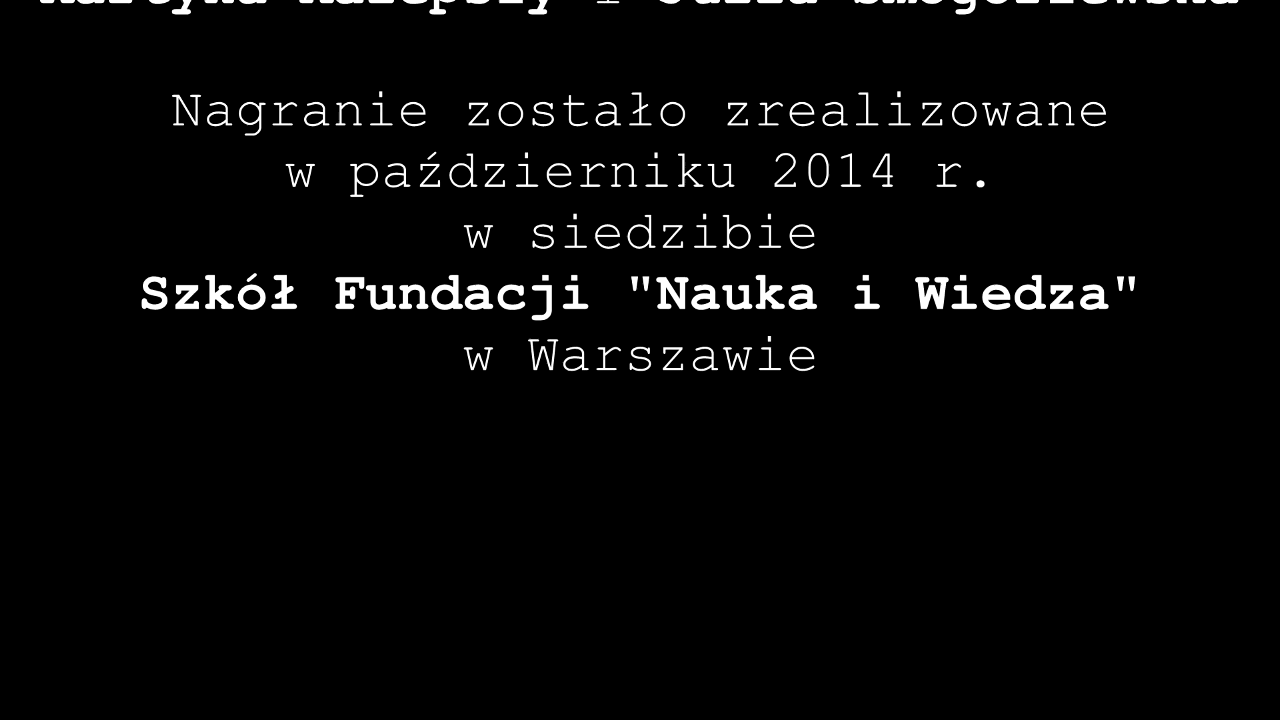 Nagranie zostało zrealizowane
w październiku 2014 r.
w siedzibie
Szkół Fundacji "Nauka i Wiedza"
w Warszawie